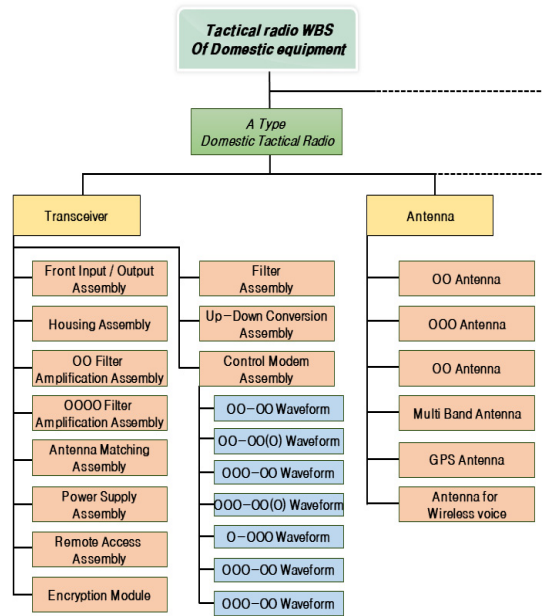 Tactical radio WBS
Of Domestic equipment
A Type
Domestic Tactical Radio
Transceiver
Front Input / Output
Assembly
Housing Assembly
OO Filter
Amplification Assembly
OOOO Filter
Amplification Assembly
Antenna Matching
Assembly
Power Supply
Assembly
Remote Access
Assembly
Encryption Module
Filter
Assembly
Up-Down Conversion
Assembly
Control Modem
Assembly
OO-OO Waveform
OO-OO(O) Waveform
OOO-OO Waveform
OOO-OO(O) Waveform
O-OOO Waveform
OOO-OO Waveform
OOO-OO Waveform
Antenna
OO Antenna
OOO Antenna
OO Antenna
Multi Band Antenna
GPS Antenna
Antenna for
Wireless voice